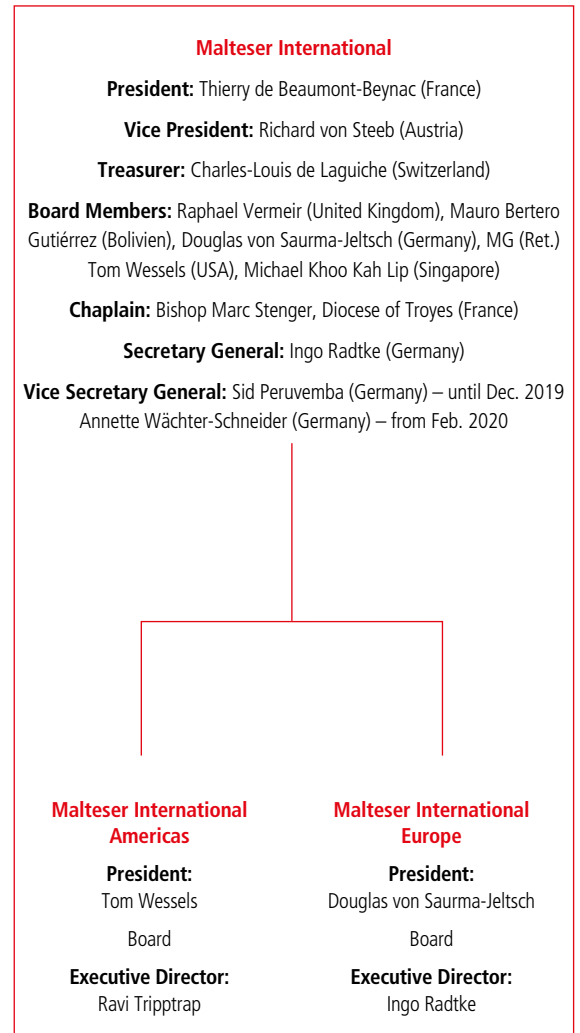 Malteser International
President: Thierry de Beaumont-Beynac (France)
Vice President: Richard von Steeb (Austria)
Treasurer: Charles-Louis de Laguiche (Switzerland)
Board Members: Raphael Vermeir (United Kingdom), Mauro Bertero
Gutiérrez (Bolivien), Douglas von Saurma-Jeltsch (Germany), MG (Ret.)
Tom Wessels (USA), Michael Khoo Kah Lip (Singapore)
Chaplain: Bishop Marc Stenger, Diocese of Troyes (France)
Secretary General: Ingo Radtke (Germany)
Vice Secretary General: Sid Peruvemba (Germany) – until Dec. 2019
Annette Wächter-Schneider (Germany) – from Feb. 2020
Malteser International
Americas
President:
Tom Wessels
Board
Executive Director:
Ravi Tripptrap
Malteser International
Europe
President:
Douglas von Saurma-Jeltsch
Board
Executive Director:
Ingo Radtke